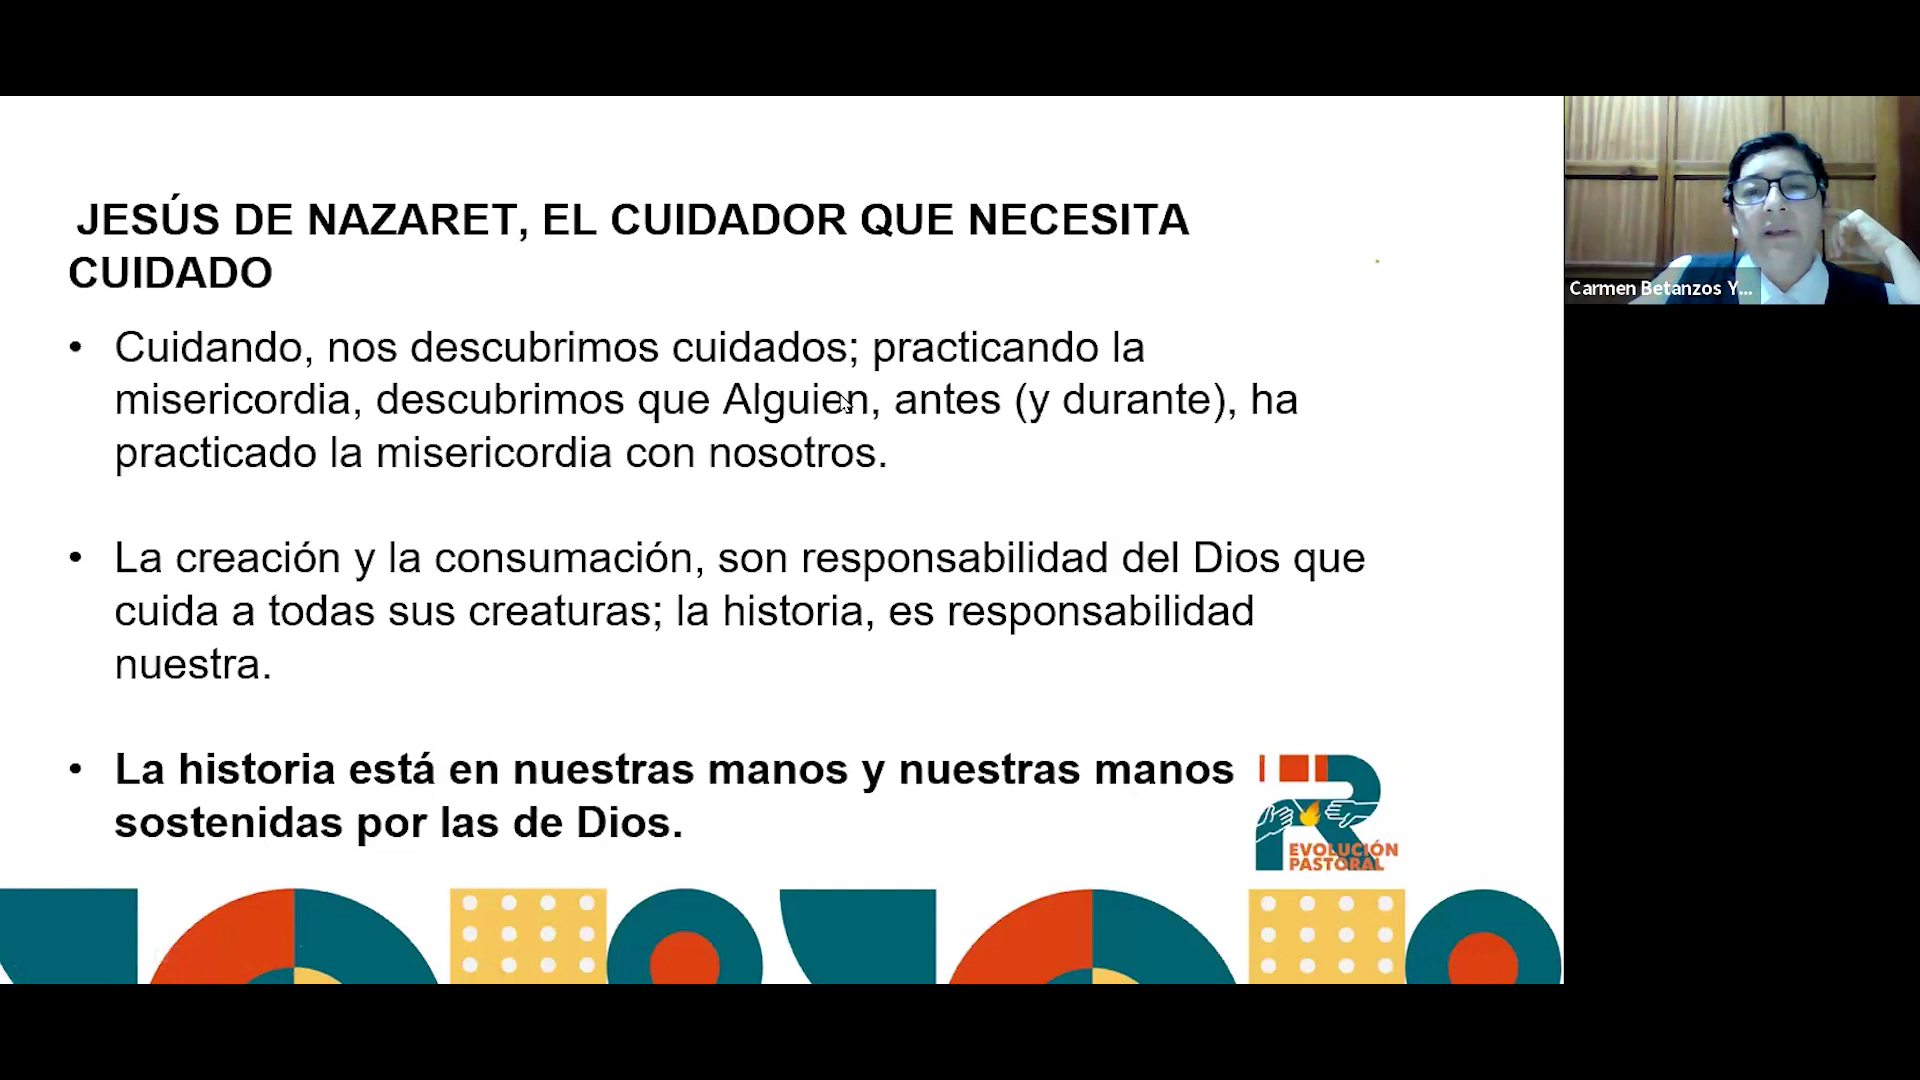 JESÚS DE NAZARET, EL CUIDADOR QUE NECESITA
CUIDADO
• Cuidando, nos descubrimos cuidados; practicando la
misericordia, descubrimos que Alguien, antes (y durante), ha
practicado la misericordia con nosotros.
• La creación y la consumación, son responsabilidad del Dios que
cuida a todas sus creaturas; la historia, es responsabilidad
nuestra.
• La historia está en nuestras manos y nuestras manos
sostenidas por las de Dios.
R
EVOLUCIÓN
PASTORAL
Carmen Betanzos Y...